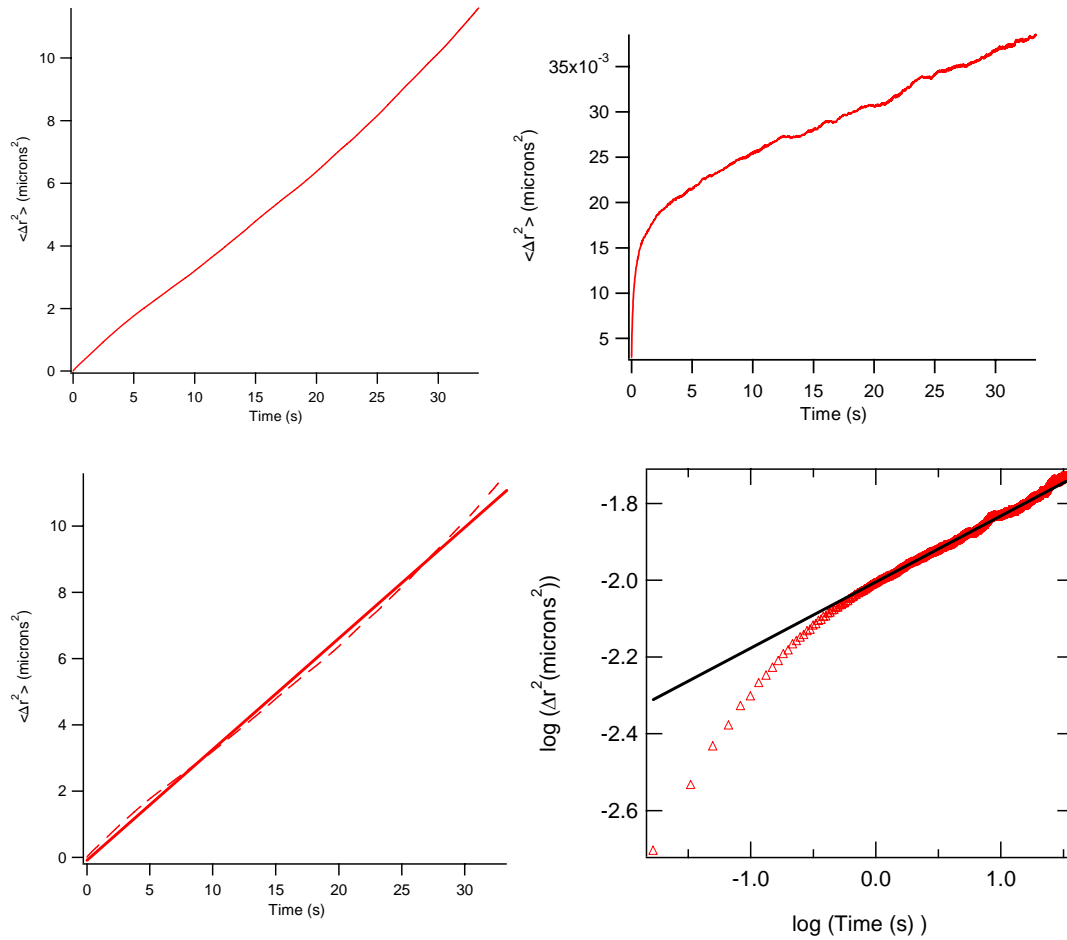 <Δr²> (microns²)
10
8
6
4
2
0
0 5 10 15 20 25 30
Time (s)
<Δr²> (microns²)
35x10⁻³
30
25
20
15
10
5
0 5 10 15 20 25 30
Time (s)
<Δr²> (microns²)
10
8
6
4
2
0
0 5 10 15 20 25 30
Time (s)
log (Δr²(microns²))
-1.8
-2.0
-2.2
-2.4
-2.6
-1.0 0.0 1.0
log (Time (s) )